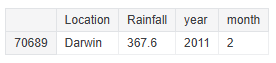 Location Rainfall year month
70689 Darwin 367.6 2011 2